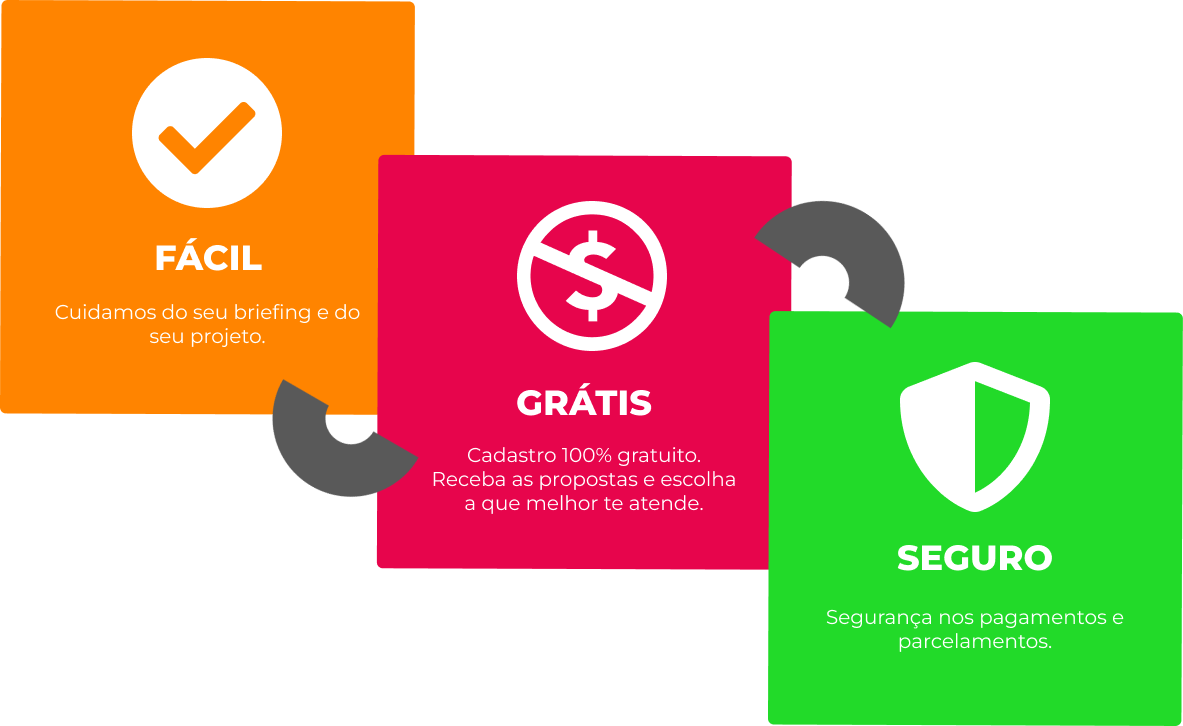 FÁCIL
Cuidamos do seu briefing e do
seu projeto.
GRÁTIS
Cadastro 100% gratuito.
Receba as propostas e escolha
a que melhor te atende.
SEGURO
Segurança nos pagamentos e
parcelamentos.